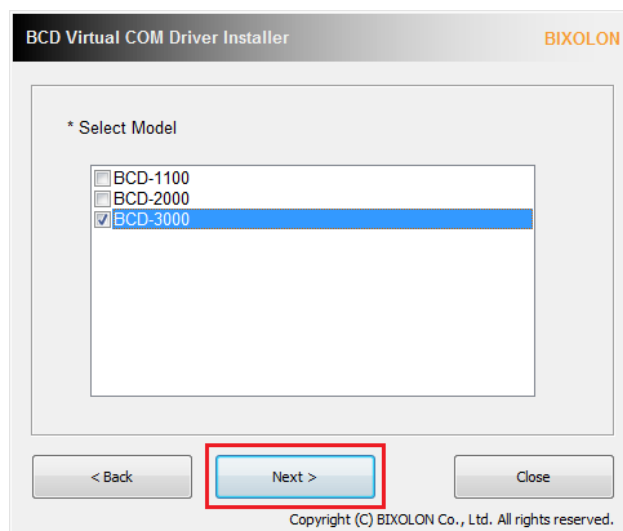 BCD Virtual COM Driver Installer BIXOLON
* Select Model
BCD-1100
BCD-2000
BCD-3000
< Back Next > Close
Copyright (C) BIXOLON Co., Ltd. All rights reserved.